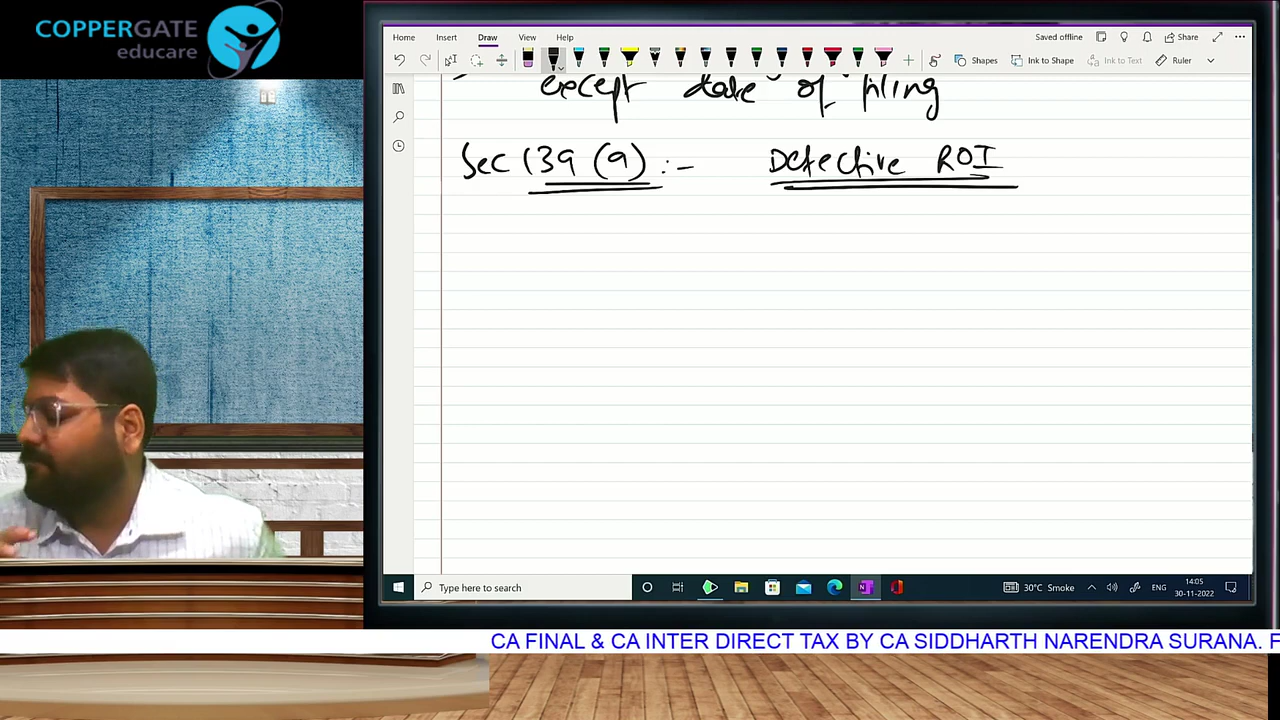 COPPERGATE
educare
Home Insert Draw View Help
Saved offline
Share
Shapes
Ink to Shape
Ink to Text
Ruler
except date of filing
Sec 139 (9) :- Defective ROI
Type here to search
30°C Smoke
ENG
14:05
30-11-2022
CA FINAL & CA INTER DIRECT TAX BY CA SIDDHARTH NARENDRA SURANA. F